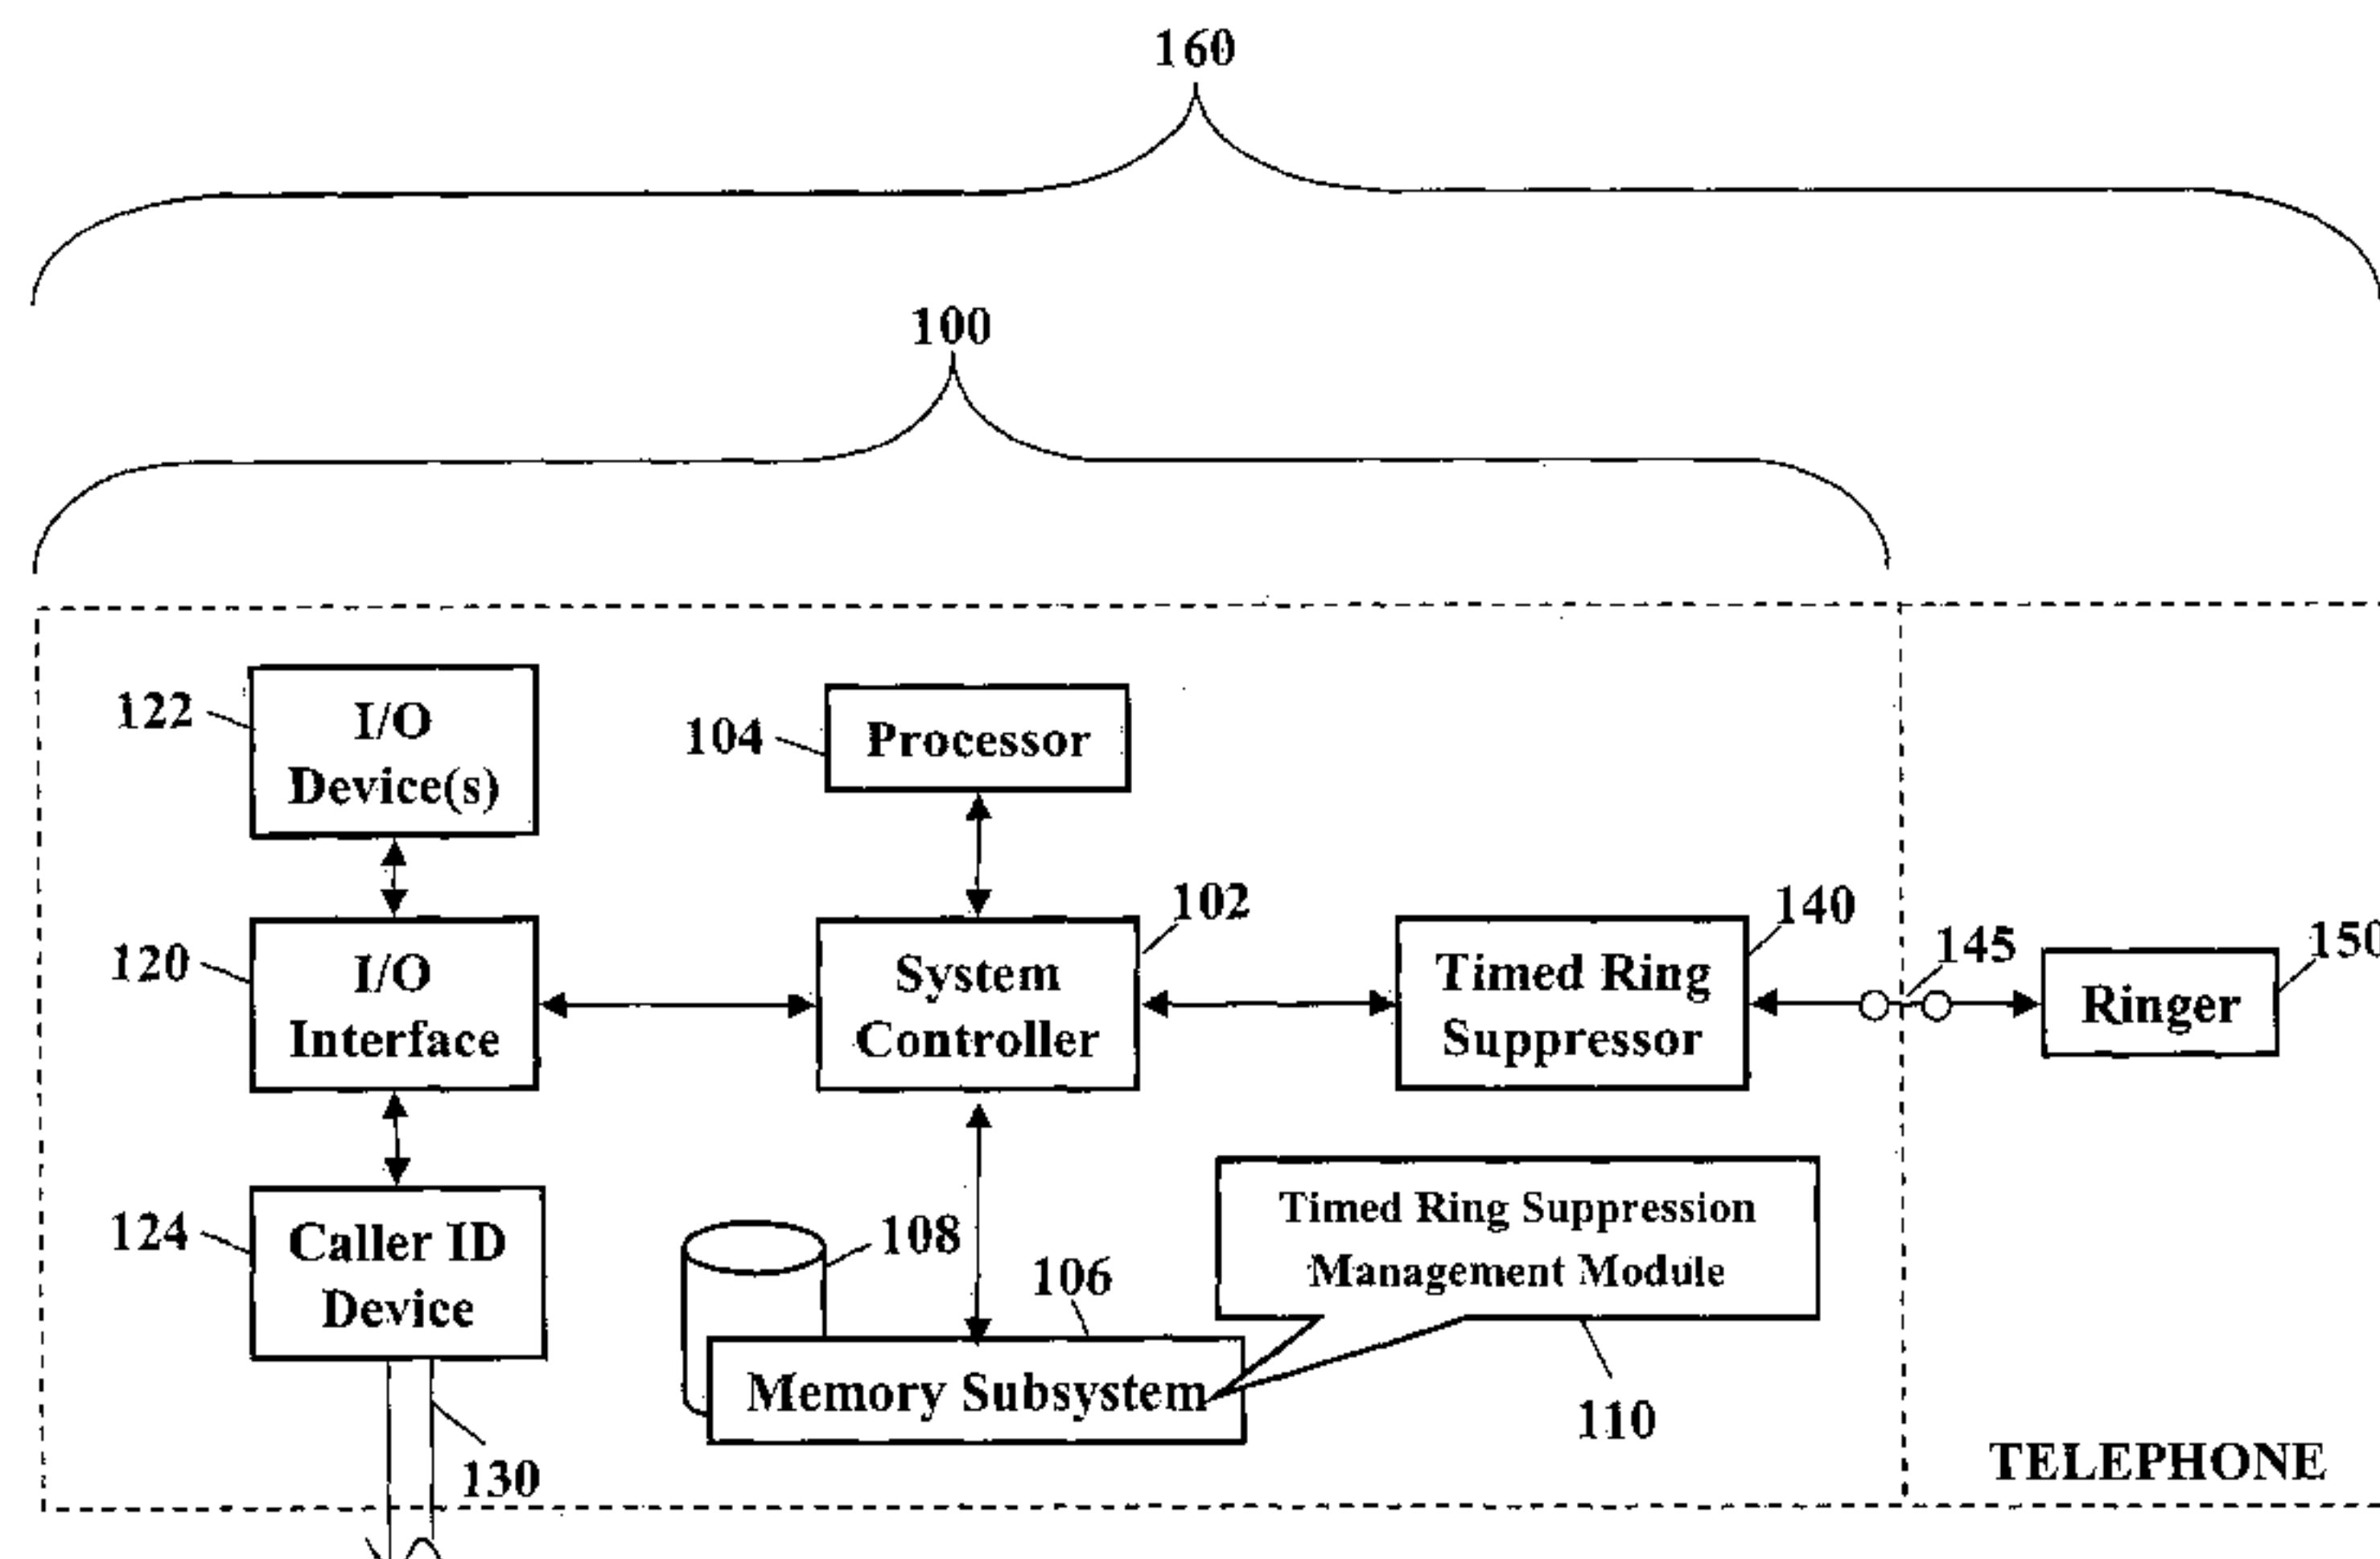 160
100
122
I/O
Device(s)
104
Processor
120
I/O
Interface
102
System
Controller
140
Timed Ring
Suppressor
145
150
Ringer
124
Caller ID
Device
108
106
Memory Subsystem
Timed Ring Suppression
Management Module
110
130
TELEPHONE